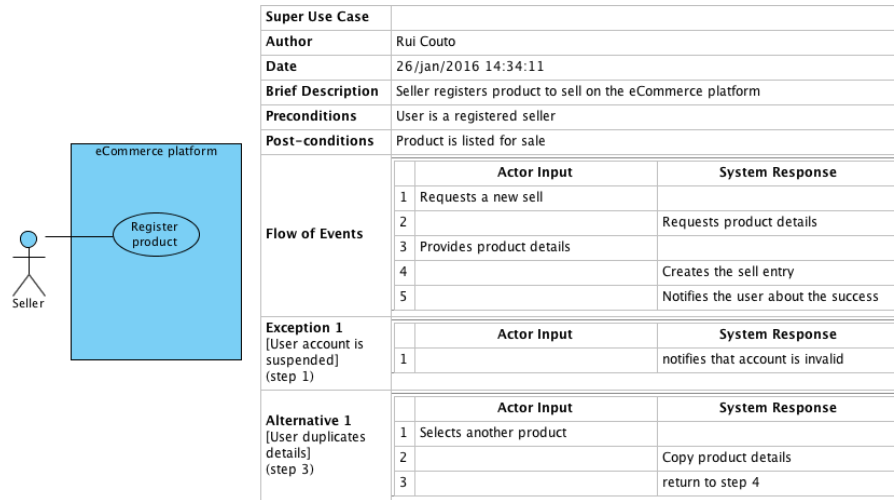 eCommerce platform
Register
product
Seller
Super Use Case
Author Rui Couto
Date 26/jan/2016 14:34:11
Brief Description Seller registers product to sell on the eCommerce platform
Preconditions User is a registered seller
Post-conditions Product is listed for sale
Flow of Events
Actor Input System Response
1 Requests a new sell
2 Requests product details
3 Provides product details
4 Creates the sell entry
5 Notifies the user about the success
Exception 1
[User account is
suspended]
(step 1)
Actor Input System Response
1 notifies that account is invalid
Alternative 1
[User duplicates
details]
(step 3)
Actor Input System Response
1 Selects another product
2 Copy product details
3 return to step 4